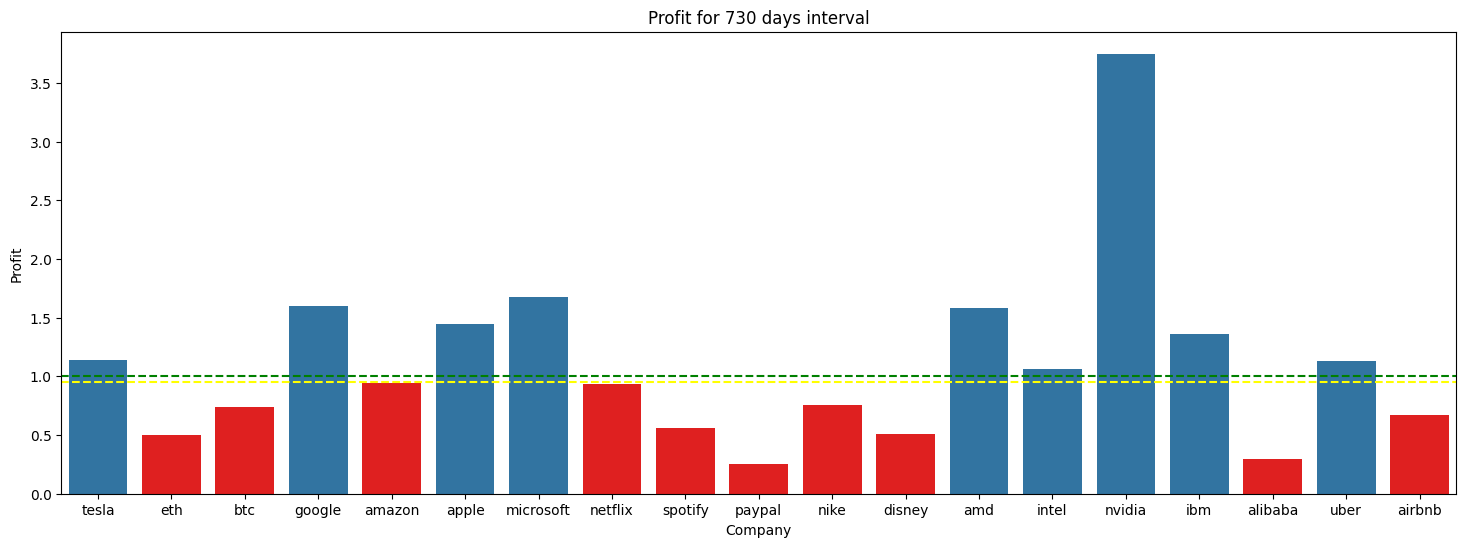 Profit for 730 days interval
Profit
3.5
3.0
2.5
2.0
1.5
1.0
0.5
0.0
tesla eth btc google amazon apple microsoft netflix spotify paypal nike disney amd intel nvidia ibm alibaba uber airbnb
Company